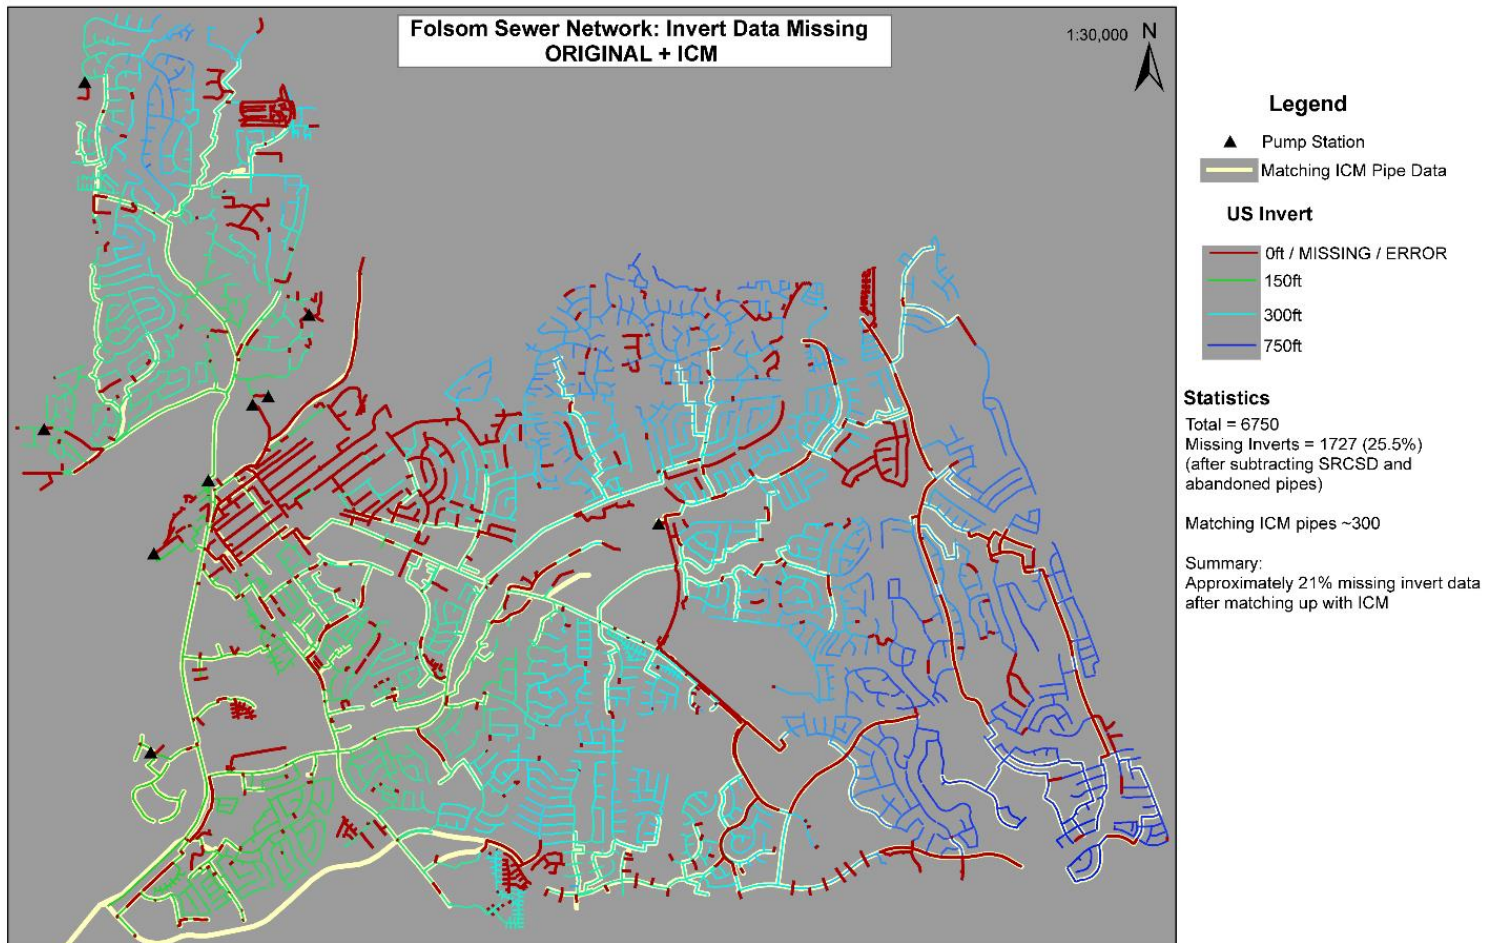 Folsom Sewer Network: Invert Data Missing
ORIGINAL + ICM
1:30,000
N
Legend
Pump Station
Matching ICM Pipe Data
US Invert
0ft / MISSING / ERROR
150ft
300ft
750ft
Statistics
Total = 6750
Missing Inverts = 1727 (25.5%)
(after subtracting SRCSD and
abandoned pipes)
Matching ICM pipes ~300
Summary:
Approximately 21% missing invert data
after matching up with ICM